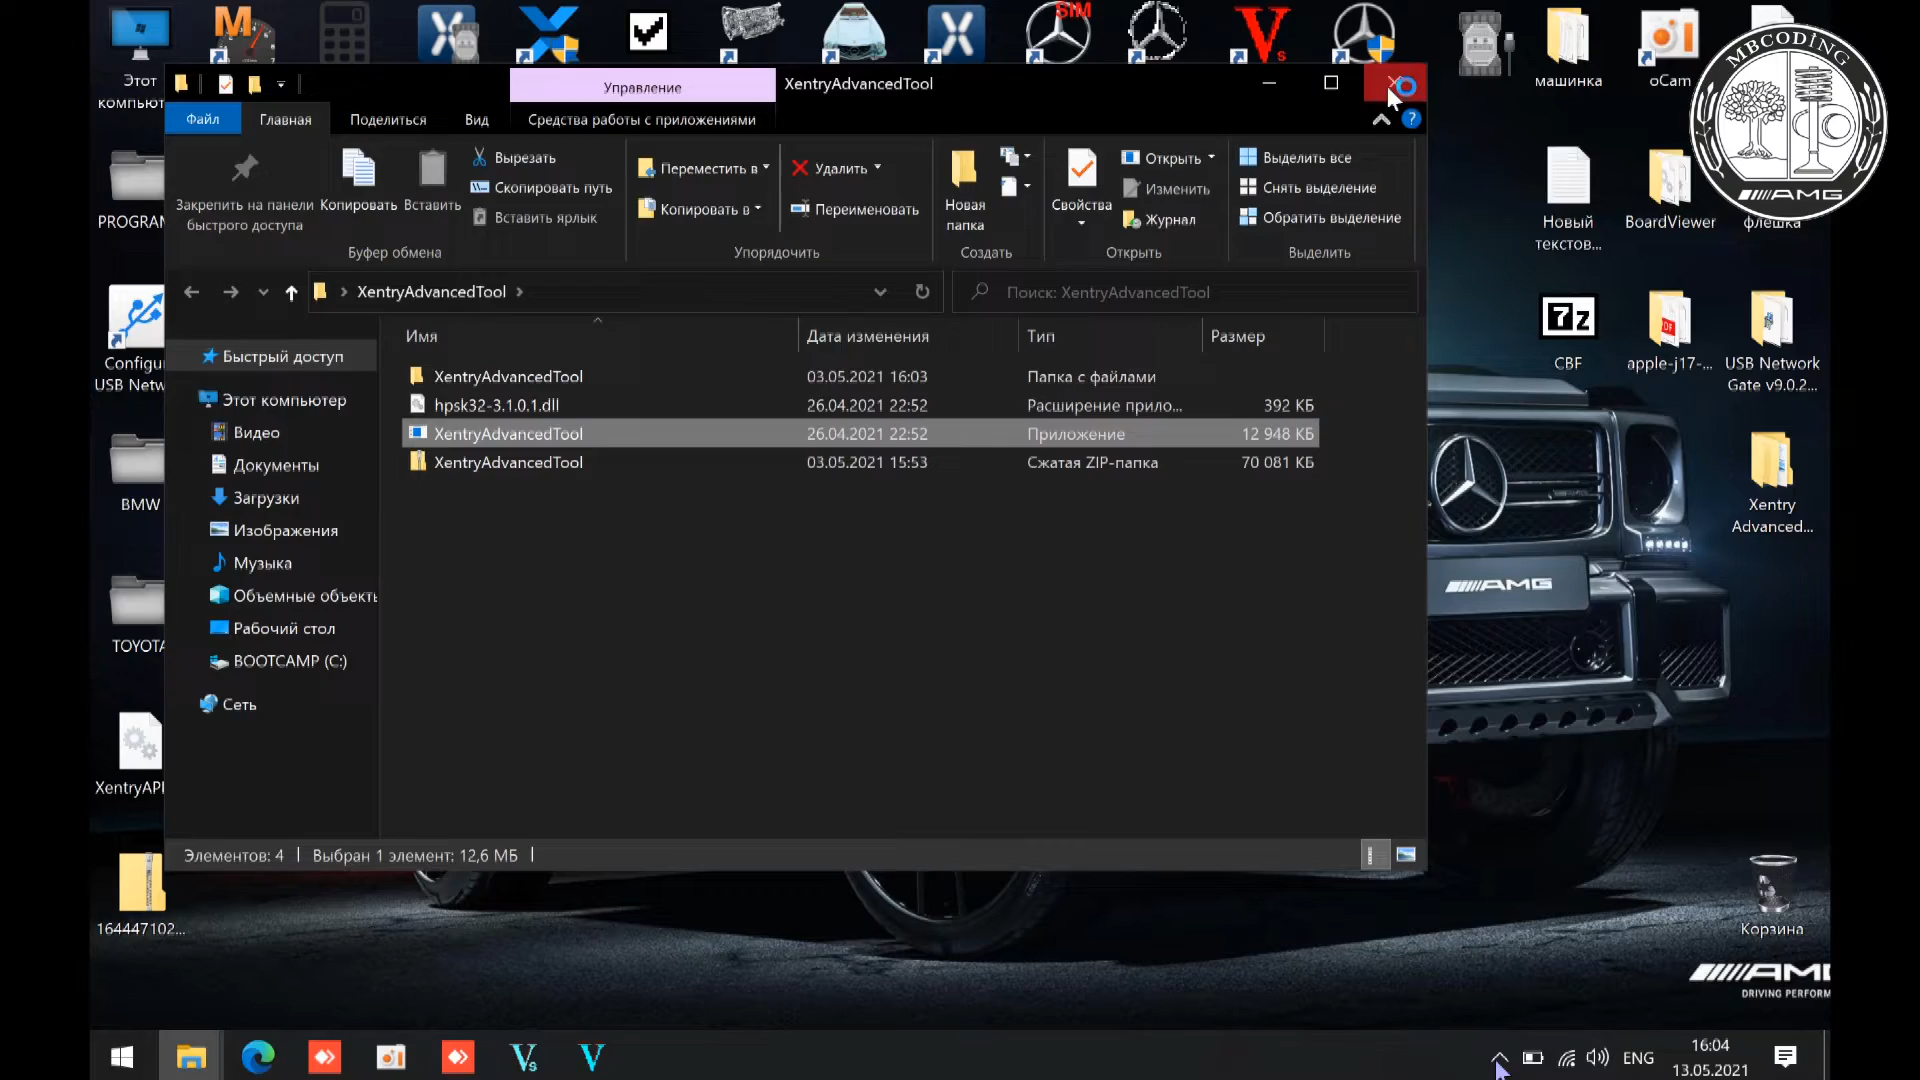 M
SIM
V
s
Этот
компьют
машинка
oCam
MBCODING
AMG
Управление
XentryAdvancedTool
Файл
Главная
Поделиться
Вид
Средства работы с приложениями
?
Закрепить на панели
быстрого доступа
Копировать
Вставить
Вырезать
Скопировать путь
Вставить ярлык
Буфер обмена
Переместить в
Копировать в
Удалить
Переименовать
Упорядочить
Новая
папка
Создать
Свойства
Открыть
Изменить
Журнал
Открыть
Выделить все
Снять выделение
Обратить выделение
Выделить
XentryAdvancedTool
Поиск: XentryAdvancedTool
Имя
Дата изменения
Тип
Размер
XentryAdvancedTool 03.05.2021 16:03 Папка с файлами
hpsk32-3.1.0.1.dll 26.04.2021 22:52 Расширение прило... 392 КБ
XentryAdvancedTool 26.04.2021 22:52 Приложение 12 948 КБ
XentryAdvancedTool 03.05.2021 15:53 Сжатая ZIP-папка 70 081 КБ
Быстрый доступ
Этот компьютер
Видео
Документы
Загрузки
Изображения
Музыка
Объемные объекты
Рабочий стол
BOOTCAMP (C:)
Сеть
Элементов: 4
Выбран 1 элемент: 12,6 МБ
PROGRAM
Configu
USB Netw
BMW
TOYOTA
XentryAPI
164447102...
Новый
текстов...
BoardViewer
флешка
7z
CBF
PDF
apple-j17-...
USB Network
Gate v9.0.2...
Xentry
Advanced...
AMG
Корзина
AMG
DRIVING PERFORM
Vs
V
ENG
16:04
13.05.2021